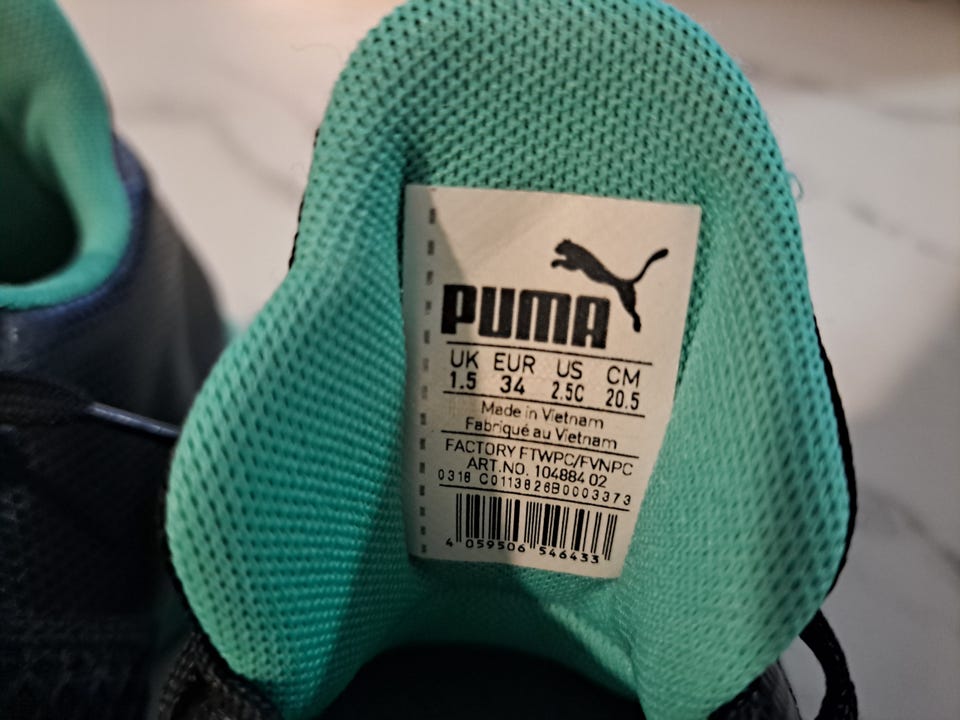 PUMA
UK EUR US CM
1.5 34 2.5C 20.5
Made in Vietnam
Fabriqué au Vietnam
FACTORY FTWPC/FVNPC
ART.NO. 104884 02
0318 C0113826B0003373
4 059506 546433